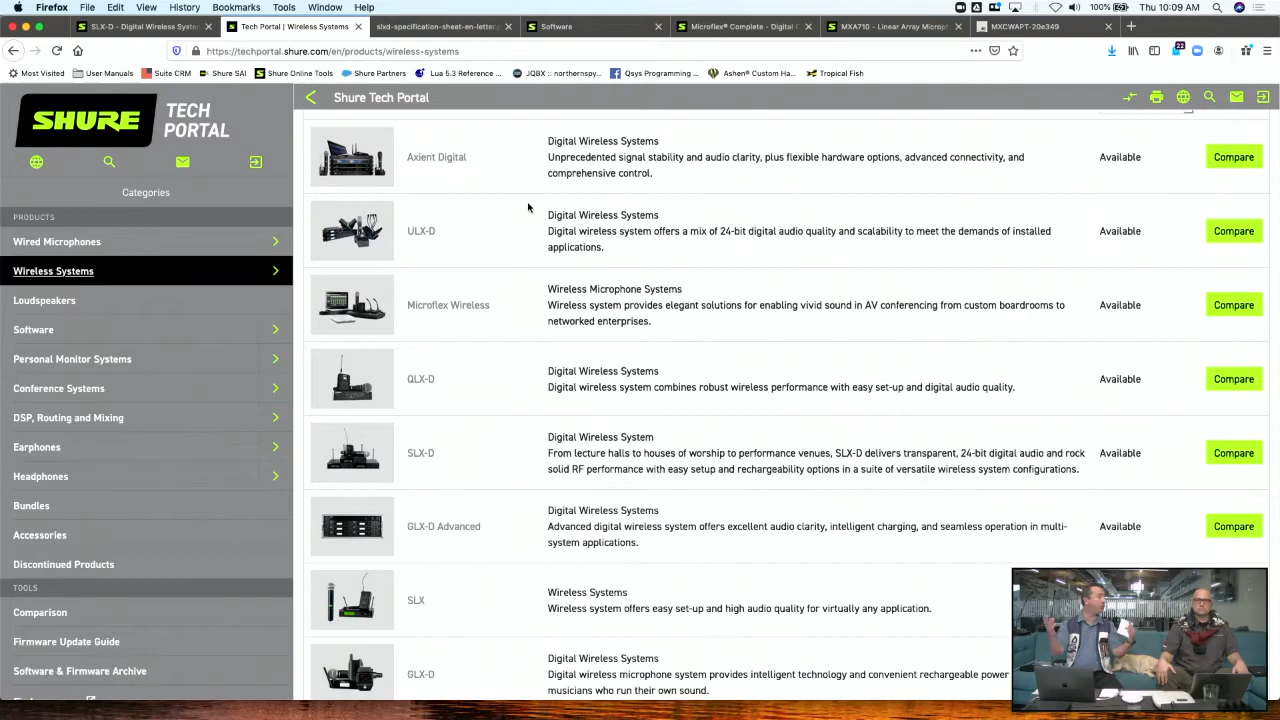 Firefox File Edit View History Bookmarks Tools Window Help 100% Thu 10:09 AM
SLX-D - Digital Wireless System
Tech Portal | Wireless Systems
slxd-specification-sheet-en-letter
Software
Microflex® Complete - Digital C
MXA710 - Linear Array Microph
MXCWAPT-20e349
https://techportal.shure.com/en/products/wireless-systems
22
Most Visited User Manuals Suite CRM Shure SAI Shure Online Tools Shure Partners Lua 5.3 Reference ... JQBX :: northernspy... Qsys Programming ... Ashen® Custom Ha... Tropical Fish
SHURE
TECH
PORTAL
Categories
PRODUCTS
Wired Microphones
Wireless Systems
Loudspeakers
Software
Personal Monitor Systems
Conference Systems
DSP, Routing and Mixing
Earphones
Headphones
Bundles
Accessories
Discontinued Products
TOOLS
Comparison
Firmware Update Guide
Software & Firmware Archive
Shure Tech Portal
Axient Digital
Digital Wireless Systems
Unprecedented signal stability and audio clarity, plus flexible hardware options, advanced connectivity, and
comprehensive control.
Available
Compare
ULX-D
Digital Wireless Systems
Digital wireless system offers a mix of 24-bit digital audio quality and scalability to meet the demands of installed
applications.
Available
Compare
Microflex Wireless
Wireless Microphone Systems
Wireless system provides elegant solutions for enabling vivid sound in AV conferencing from custom boardrooms to
networked enterprises.
Available
Compare
QLX-D
Digital Wireless Systems
Digital wireless system combines robust wireless performance with easy set-up and digital audio quality.
Available
Compare
SLX-D
Digital Wireless System
From lecture halls to houses of worship to performance venues, SLX-D delivers transparent, 24-bit digital audio and rock
solid RF performance with easy setup and rechargeability options in a suite of versatile wireless system configurations.
Available
Compare
GLX-D Advanced
Digital Wireless Systems
Advanced digital wireless system offers excellent audio clarity, intelligent charging, and seamless operation in multi-
system applications.
Available
Compare
SLX
Wireless Systems
Wireless system offers easy set-up and high audio quality for virtually any application.
GLX-D
Digital Wireless Systems
Digital wireless microphone system provides intelligent technology and convenient rechargeable power
musicians who run their own sound.